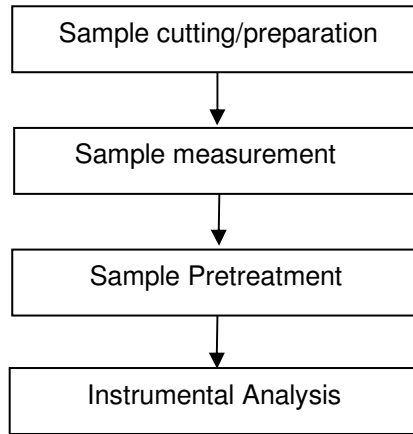 Sample cutting/preparation
Sample measurement
Sample Pretreatment
Instrumental Analysis